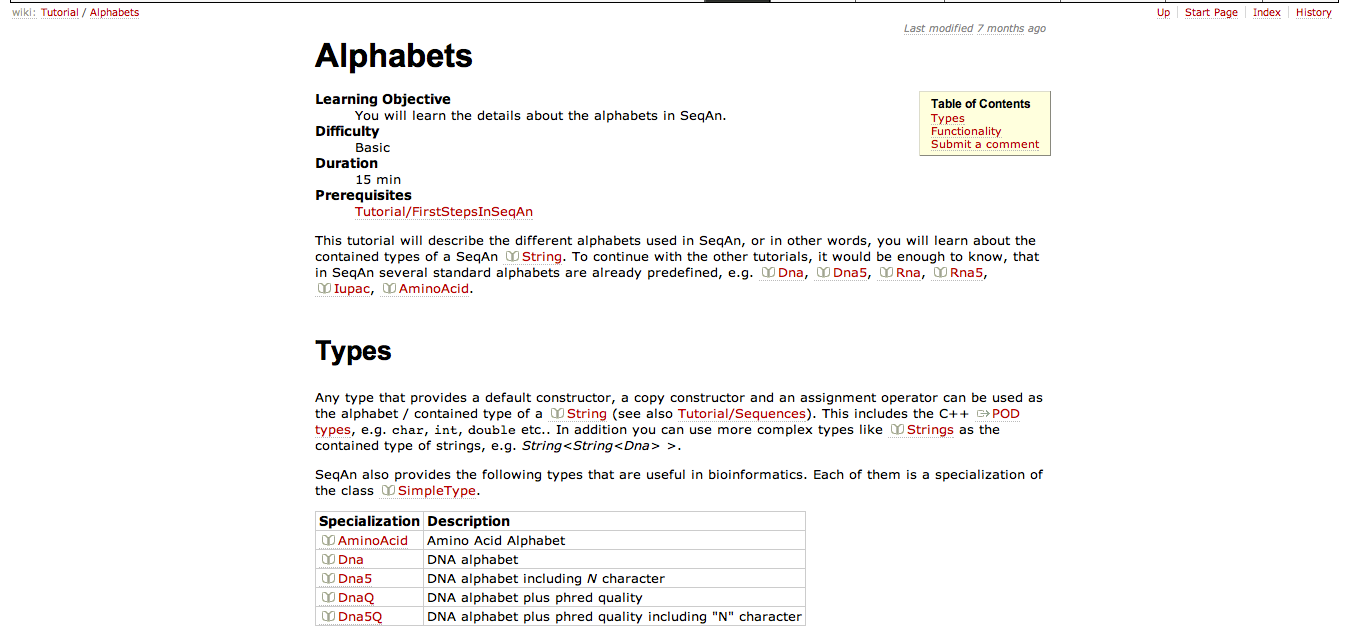 wiki: Tutorial / Alphabets
Up Start Page Index History
Last modified 7 months ago
Alphabets
Learning Objective
You will learn the details about the alphabets in SeqAn.
Difficulty
Basic
Duration
15 min
Prerequisites
Tutorial/FirstStepsInSeqAn
Table of Contents
Types
Functionality
Submit a comment
This tutorial will describe the different alphabets used in SeqAn, or in other words, you will learn about the
contained types of a SeqAn String. To continue with the other tutorials, it would be enough to know, that
in SeqAn several standard alphabets are already predefined, e.g. Dna, Dna5, Rna, Rna5,
Iupac, AminoAcid.
Types
Any type that provides a default constructor, a copy constructor and an assignment operator can be used as
the alphabet / contained type of a String (see also Tutorial/Sequences). This includes the C++ POD
types, e.g. char, int, double etc.. In addition you can use more complex types like Strings as the
contained type of strings, e.g. String<String<Dna> >.
SeqAn also provides the following types that are useful in bioinformatics. Each of them is a specialization of
the class SimpleType.
Specialization Description
AminoAcid Amino Acid Alphabet
Dna DNA alphabet
Dna5 DNA alphabet including N character
DnaQ DNA alphabet plus phred quality
Dna5Q DNA alphabet plus phred quality including "N" character